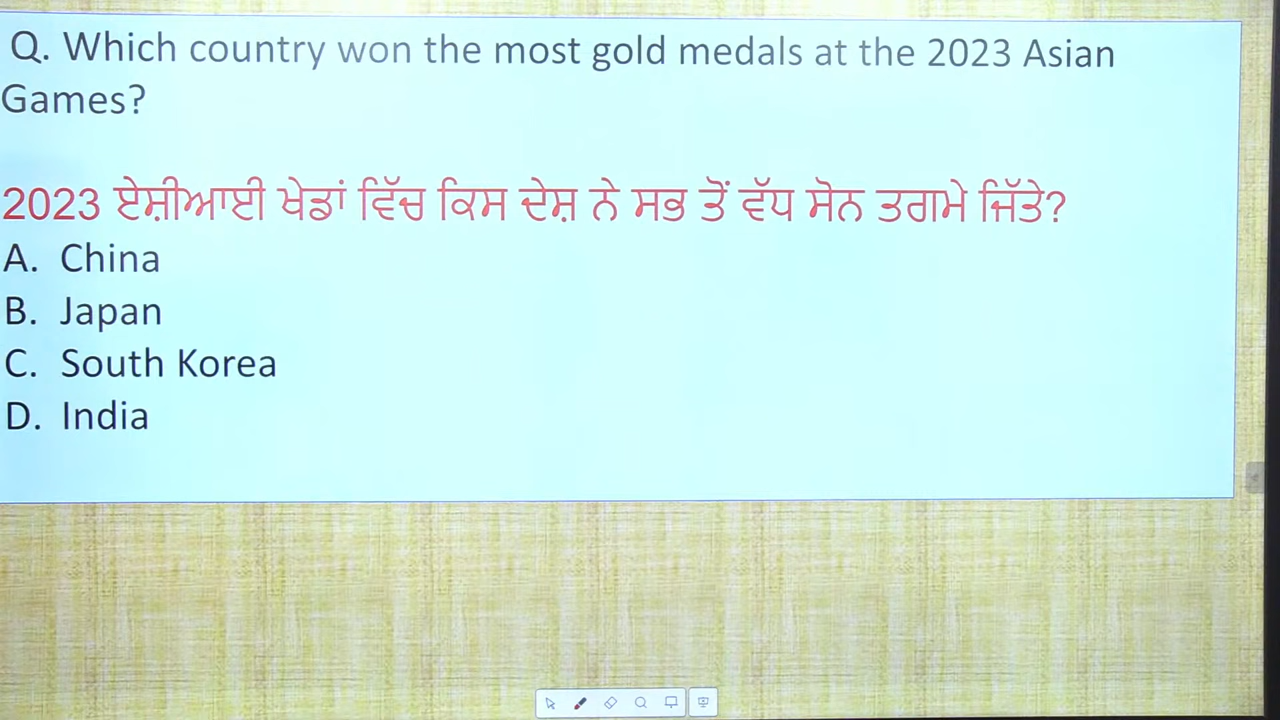 Q. Which country won the most gold medals at the 2023 Asian
Games?
2023 ਏਸ਼ੀਆਈ ਖੇਡਾਂ ਵਿੱਚ ਕਿਸ ਦੇਸ਼ ਨੇ ਸਭ ਤੋਂ ਵੱਧ ਸੋਨ ਤਗਮੇ ਜਿੱਤੇ?
A. China
B. Japan
C. South Korea
D. India